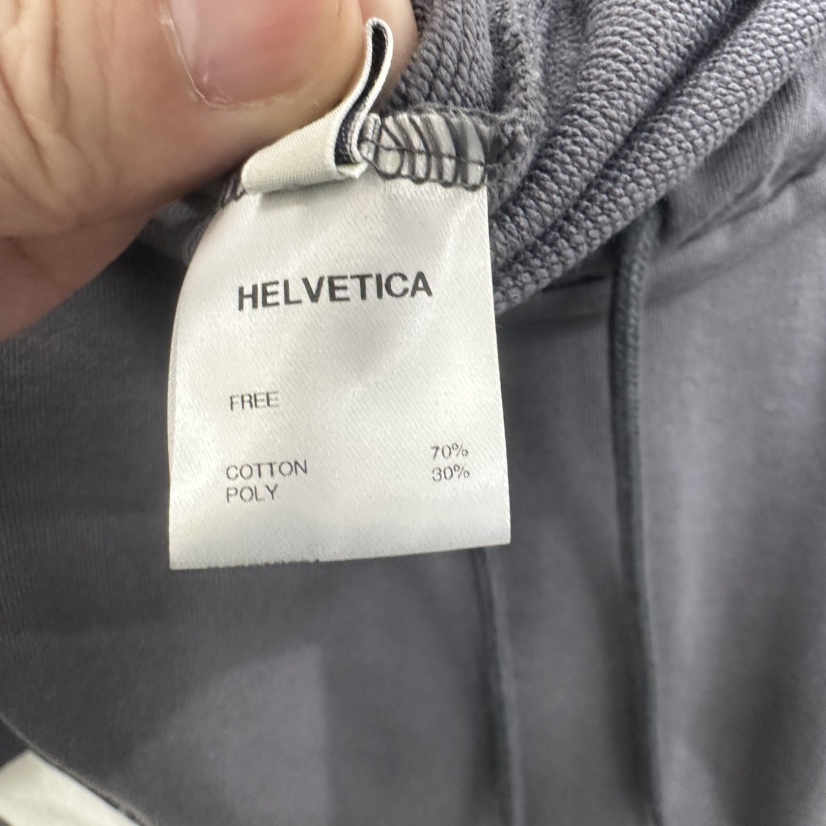 HELVETICA
FREE
COTTON 70%
POLY 30%